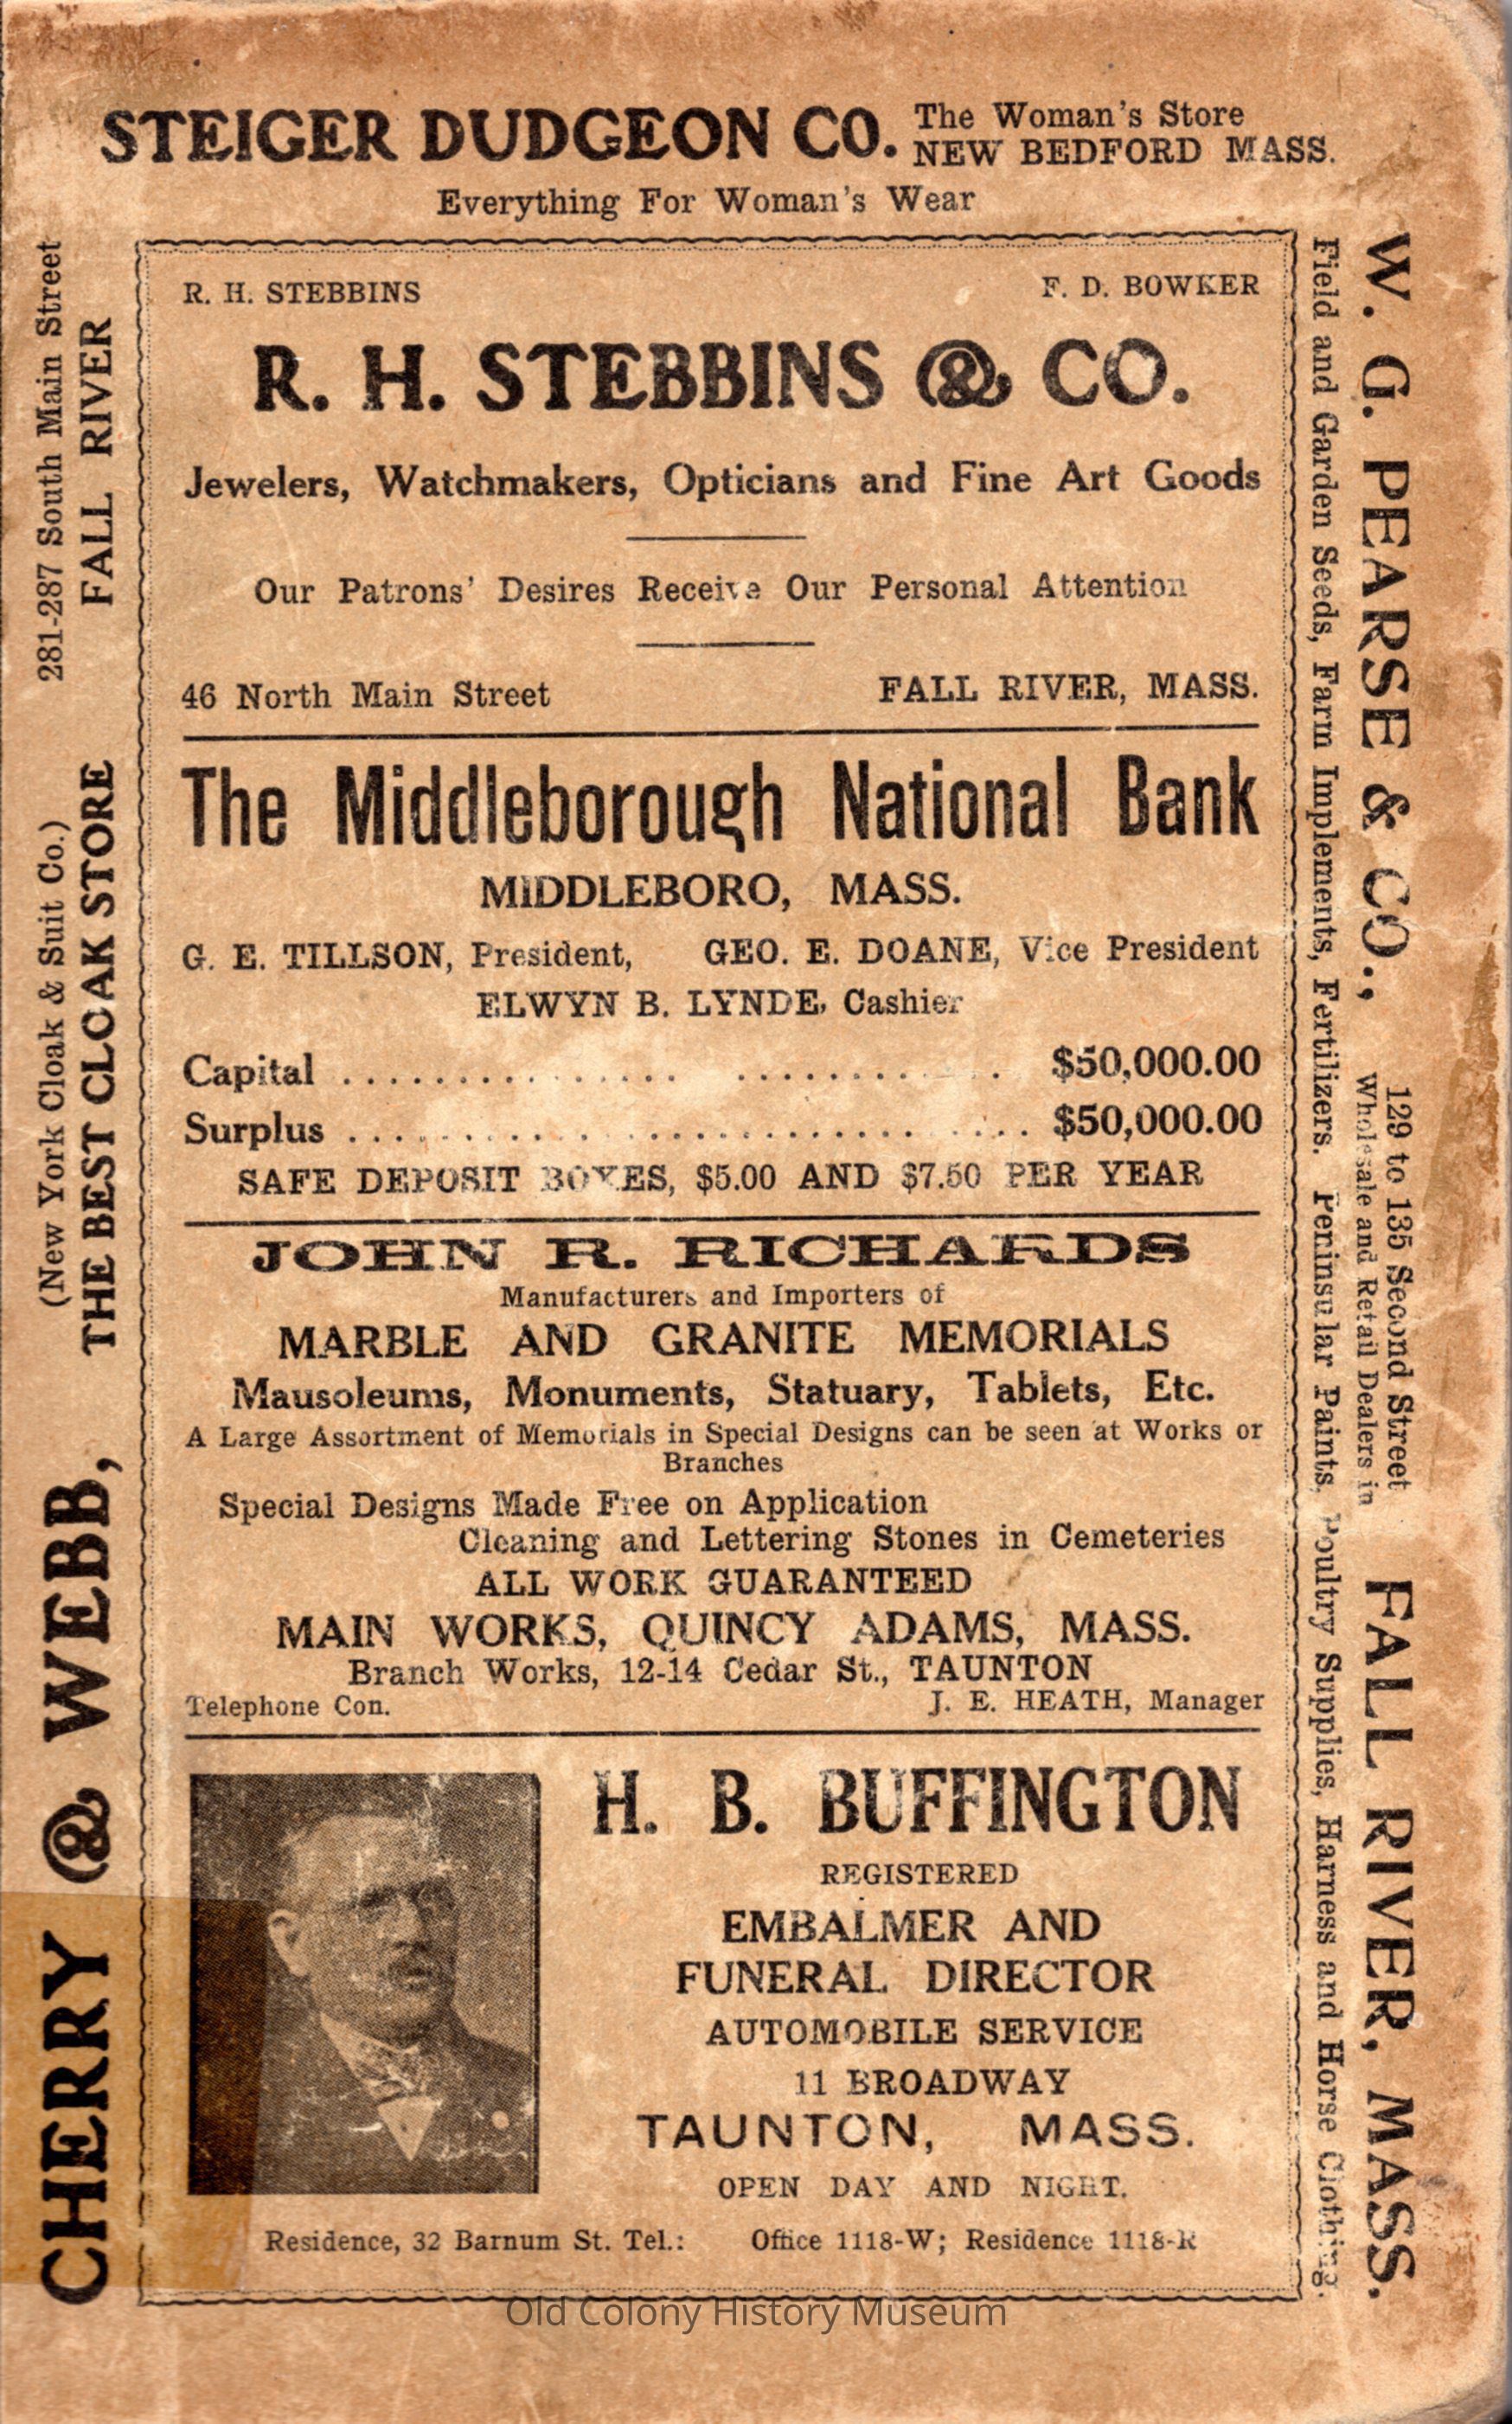 STEIGER DUDGEON CO. The Woman's Store
NEW BEDFORD MASS.
Everything For Woman's Wear
R. H. STEBBINS F. D. BOWKER
R. H. STEBBINS & CO.
Jewelers, Watchmakers, Opticians and Fine Art Goods
Our Patrons' Desires Receive Our Personal Attention
46 North Main Street FALL RIVER, MASS.
The Middleborough National Bank
MIDDLEBORO, MASS.
G. E. TILLSON, President, GEO. E. DOANE, Vice President
ELWYN B. LYNDE, Cashier
Capital $50,000.00
Surplus $50,000.00
SAFE DEPOSIT BOXES, $5.00 AND $7.50 PER YEAR
JOHN R. RICHARDS
Manufacturers and Importers of
MARBLE AND GRANITE MEMORIALS
Mausoleums, Monuments, Statuary, Tablets, Etc.
A Large Assortment of Memorials in Special Designs can be seen at Works or
Branches
Special Designs Made Free on Application
Cleaning and Lettering Stones in Cemeteries
ALL WORK GUARANTEED
MAIN WORKS, QUINCY ADAMS, MASS.
Branch Works, 12-14 Cedar St., TAUNTON
Telephone Con. J. E. HEATH, Manager
H. B. BUFFINGTON
REGISTERED
EMBALMER AND
FUNERAL DIRECTOR
AUTOMOBILE SERVICE
11 BROADWAY
TAUNTON, MASS.
OPEN DAY AND NIGHT.
Residence, 32 Barnum St. Tel.: Office 1118-W; Residence 1118-R
CHERRY & WEBB,
(New York Cloak & Suit Co.)
THE BEST CLOAK STORE
281-287 South Main Street
FALL RIVER
W. G. PEARSE & CO.,
129 to 135 Second Street
Wholesale and Retail Dealers in
FALL RIVER, MASS.
Field and Garden Seeds, Farm Implements, Fertilizers. Peninsular Paints, Poultry Supplies, Harness and Horse Clothing.
Old Colony History Museum